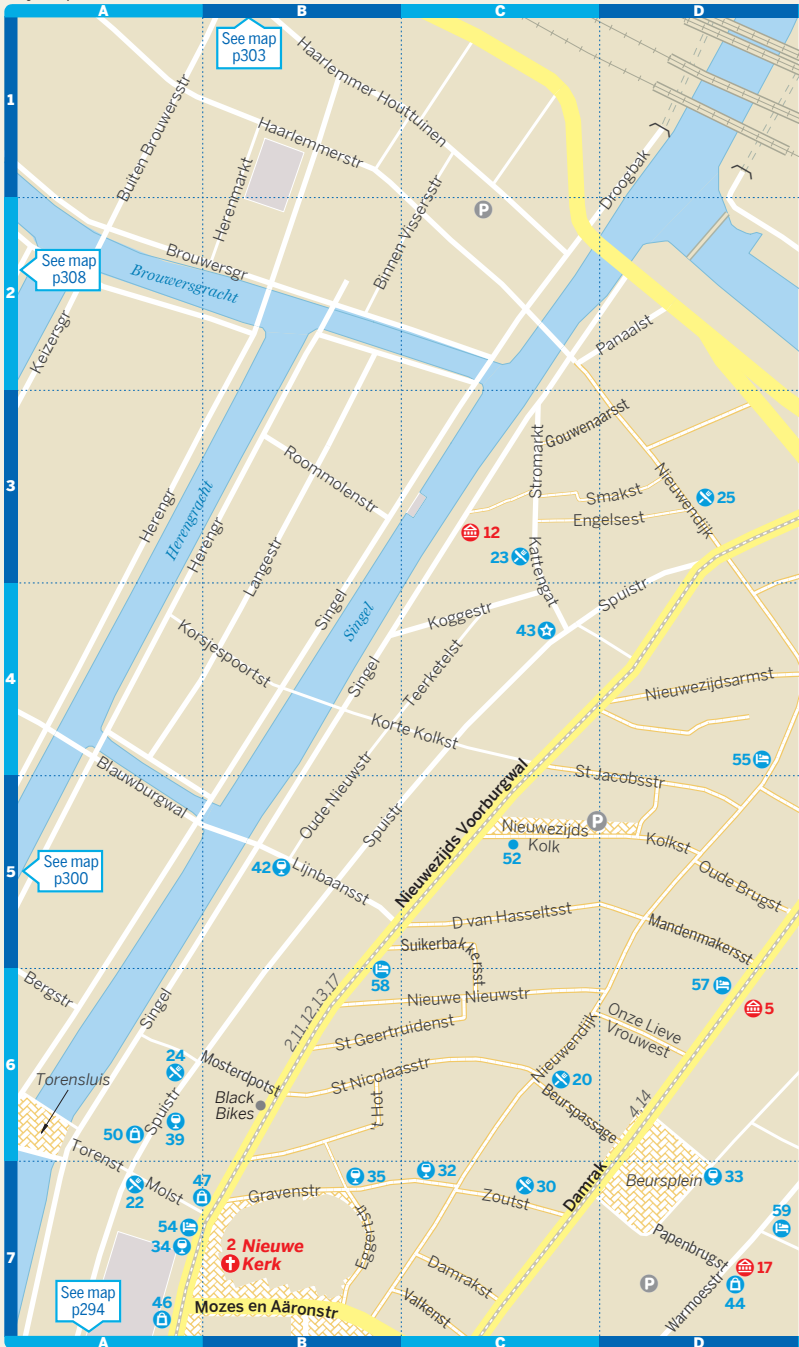 A
B
C
D
See map
p303
Haarlemmer Houttuinen
1
Buiten Brouwersstr
Haarlemmerstr
Droogbak
Herenmarkt
Binnen Vissersstr
P
See map
p308
Brouwersgr
Brouwersgracht
2
Keizersgr
Panaalst
Gouwenaarsst
Stromarkt
Roommolenstr
Nieuwendijk
3
Smakst
25
Herengr
Herengracht
Herengr
12
Engelsest
23
Kattengat
Langestr
Spuistr
Singel
Singel
Koggestr
43
Korsjespoortst
Teerketelst
Singel
4
Nieuwezijdsarmst
Korte Kolkst
55
Blauwburgwal
St Jacobsstr
Oude Nieuwstr
Nieuwezijds Voorburgwal
Spuistr
P
Nieuwezijds
Kolk
Kolkst
52
See map
p300
5
42
Lijnbaansst
Oude Brugst
D van Hasseltsst
Mandenmakersst
Suikerbakkersst
Bergstr
58
57
5
2,11,12,13,17
Nieuwe Nieuwstr
Singel
Onze Lieve
Vrouwest
St Geertruidenst
24
Mosterdpotst
6
St Nicolaasstr
Nieuwendijk
20
Torensluis
Black
Bikes
't Hol
Beurspassage
4,14
Spuistr
50
39
Torenst
47
35
32
Beursplein
33
22
Molst
Gravenstr
30
Zoutst
Damrak
59
54
34
2 Nieuwe
Kerk
Eggertstr
Papenbrugst
7
Damrakst
17
P
44
See map
p294
46
Mozes en Aäronstr
Valkenst
Warmoesstr
A
B
C
D